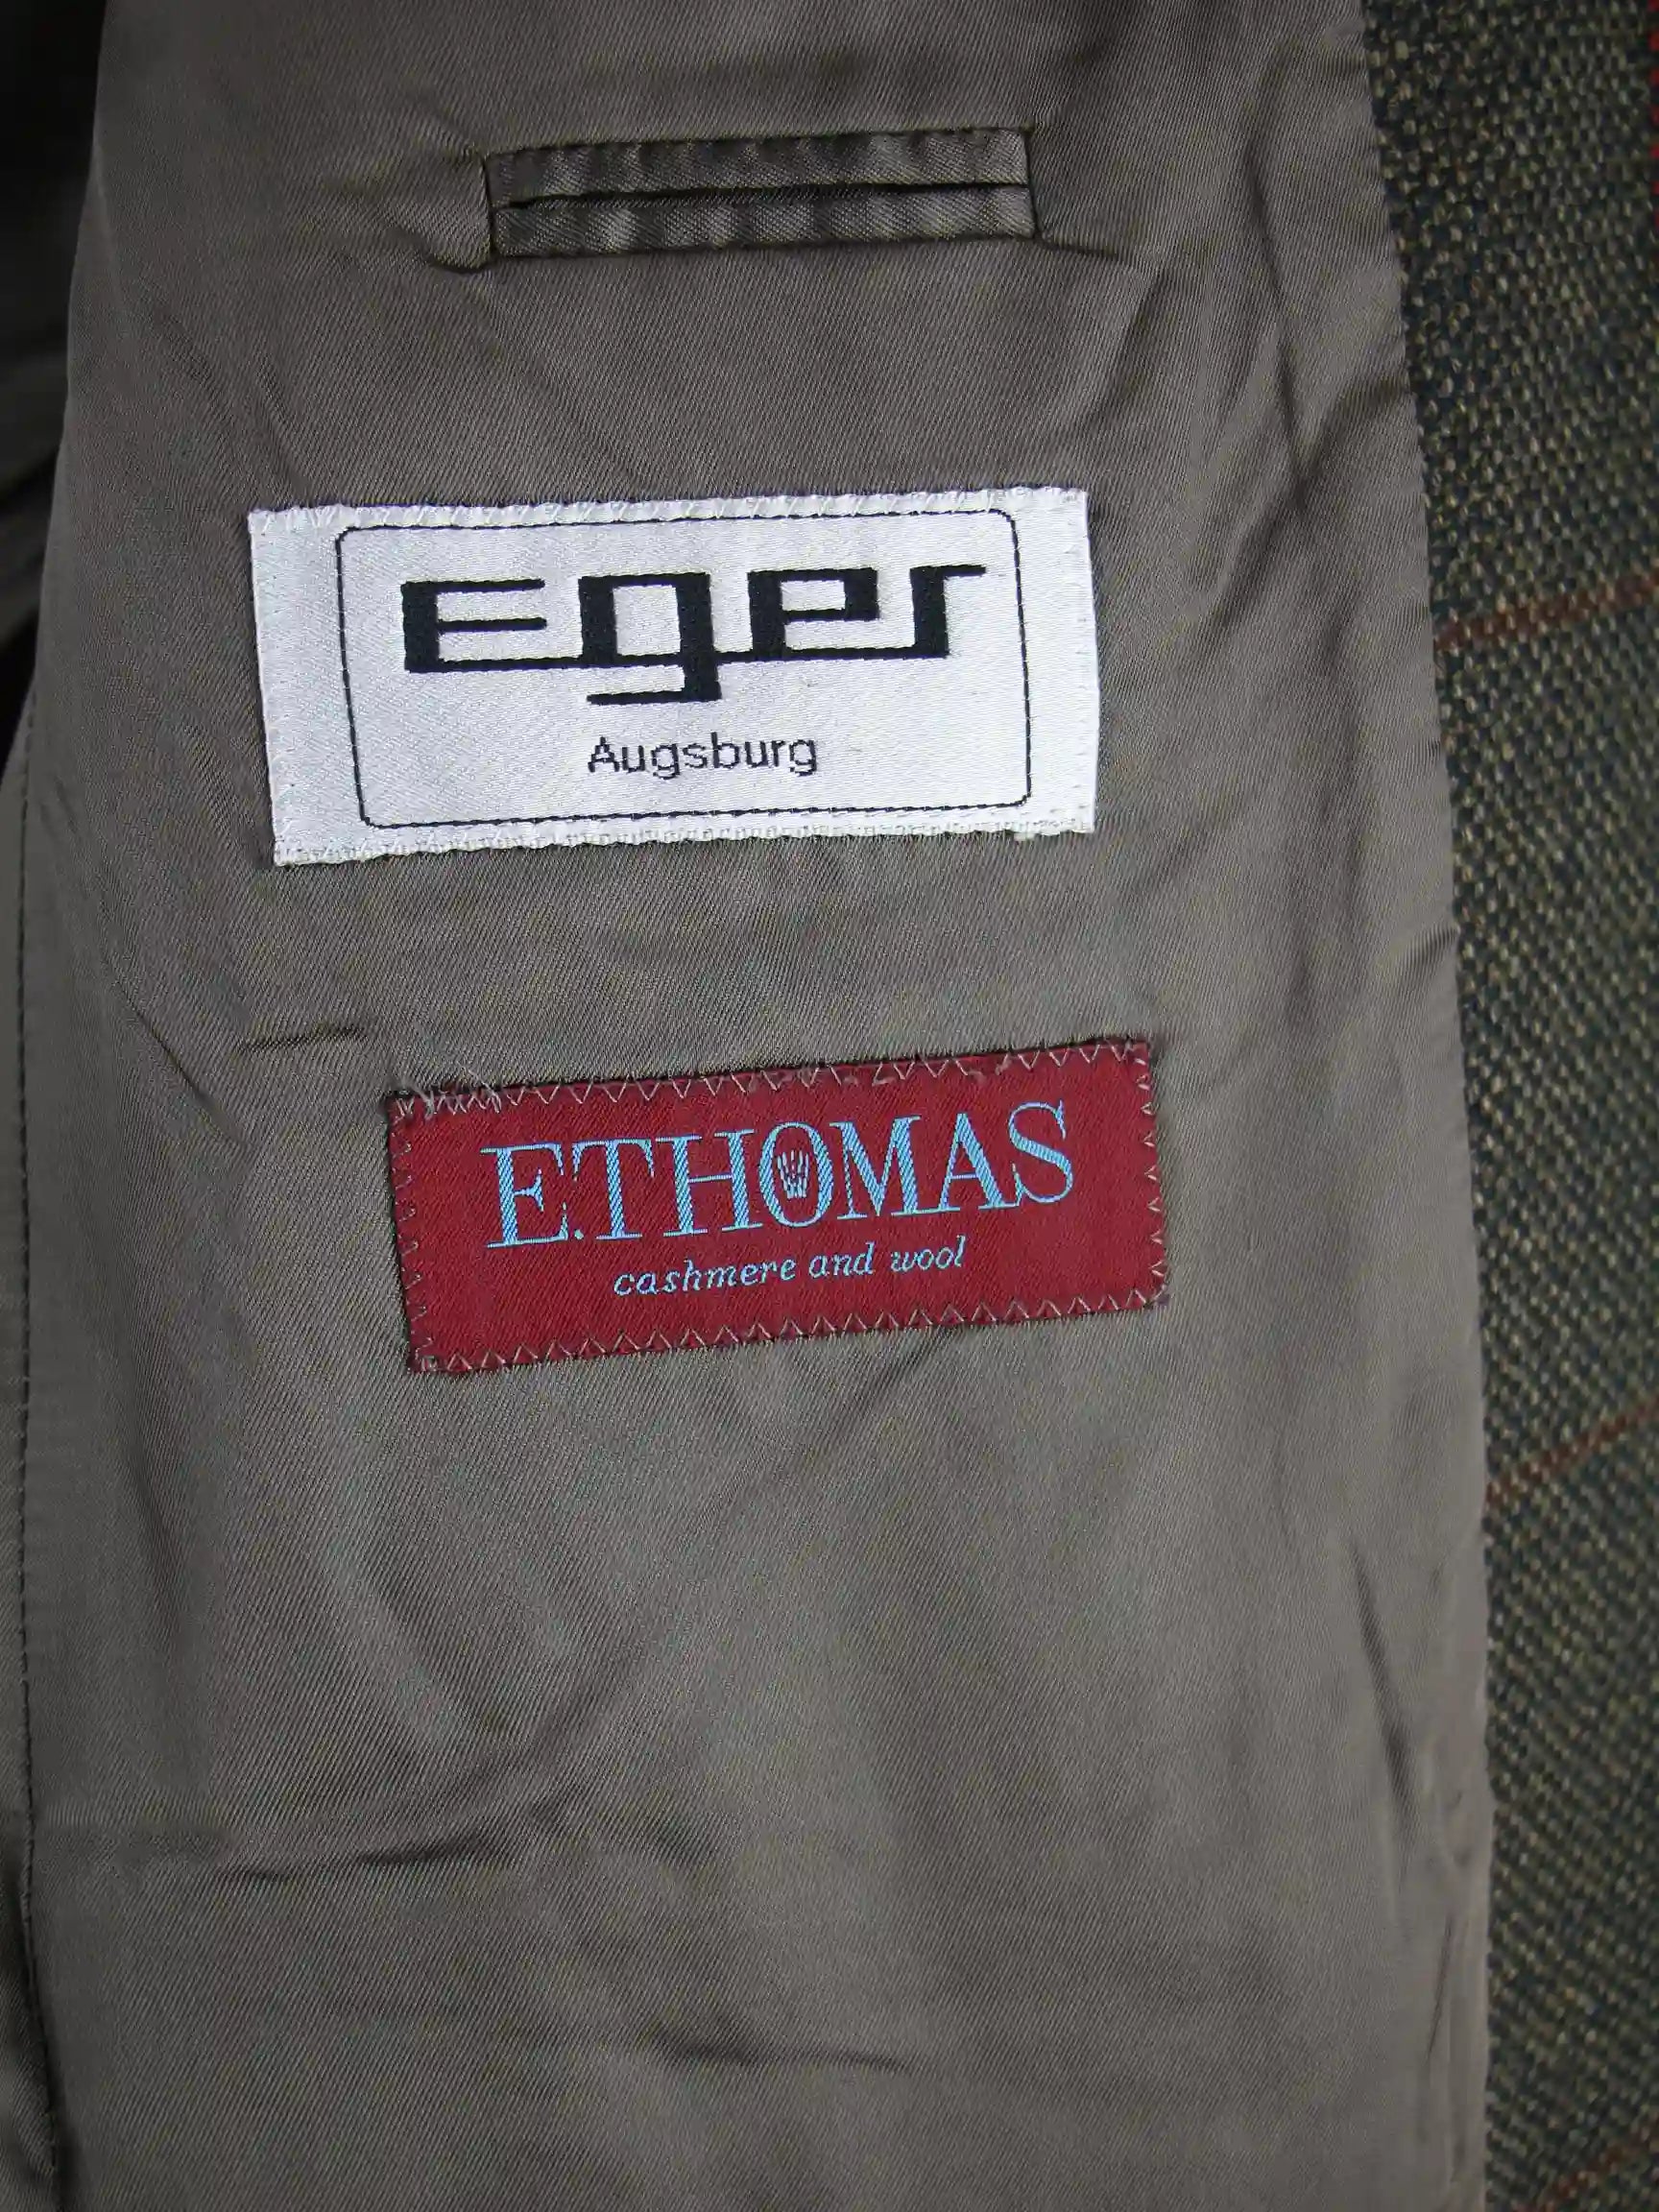 Eger
Augsburg
E.THOMAS
cashmere and wool